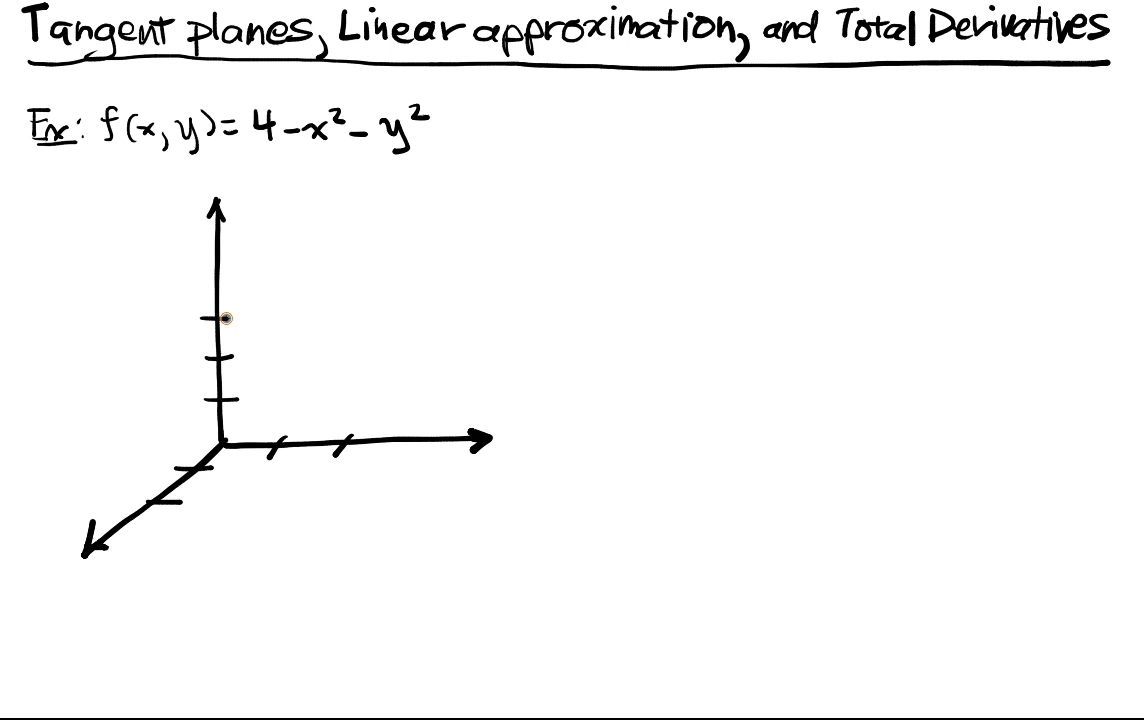 Tangent planes, Linear approximation, and Total Derivatives
Ex: f(x,y)= 4-x²-y²